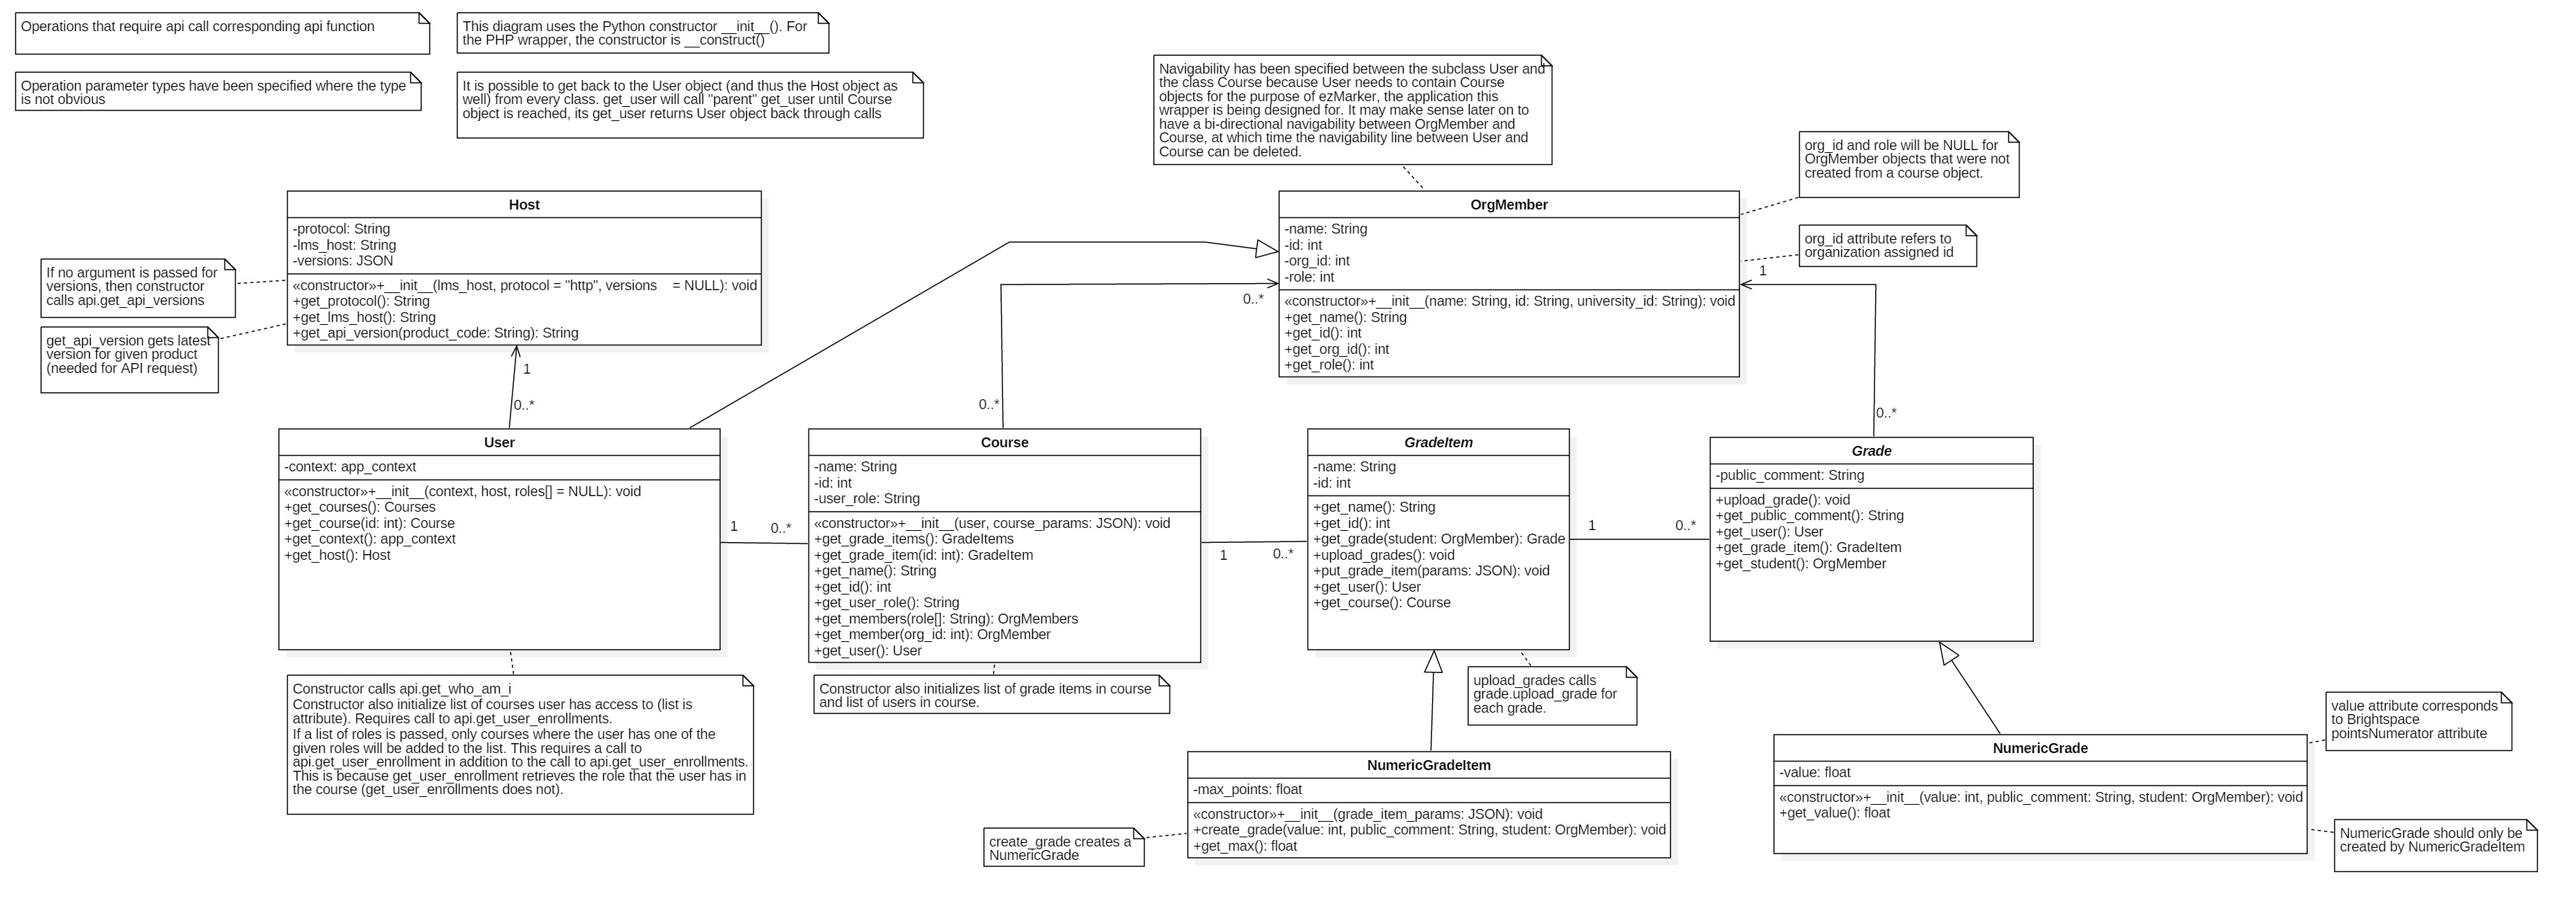 Operations that require api call corresponding api function
This diagram uses the Python constructor __init__(). For
the PHP wrapper, the constructor is __construct()
Operation parameter types have been specified where the type
is not obvious
It is possible to get back to the User object (and thus the Host object as
well) from every class. get_user will call "parent" get_user until Course
object is reached, its get_user returns User object back through calls
Navigability has been specified between the subclass User and
the class Course because User needs to contain Course
objects for the purpose of ezMarker, the application this
wrapper is being designed for. It may make sense later on to
have a bi-directional navigability between OrgMember and
Course, at which time the navigability line between User and
Course can be deleted.
org_id and role will be NULL for
OrgMember objects that were not
created from a course object.
org_id attribute refers to
organization assigned id
Host
-protocol: String
-lms_host: String
-versions: JSON
«constructor»+__init__(lms_host, protocol = "http", versions    = NULL): void
+get_protocol(): String
+get_lms_host(): String
+get_api_version(product_code: String): String
If no argument is passed for
versions, then constructor
calls api.get_api_versions
get_api_version gets latest
version for given product
(needed for API request)
OrgMember
-name: String
-id: int
-org_id: int
-role: int
«constructor»+__init__(name: String, id: String, university_id: String): void
+get_name(): String
+get_id(): int
+get_org_id(): int
+get_role(): int
1
0..*
0..*
0..*
1
0..*
User
-context: app_context
«constructor»+__init__(context, host, roles[] = NULL): void
+get_courses(): Courses
+get_course(id: int): Course
+get_context(): app_context
+get_host(): Host
1
0..*
Course
-name: String
-id: int
-user_role: String
«constructor»+__init__(user, course_params: JSON): void
+get_grade_items(): GradeItems
+get_grade_item(id: int): GradeItem
+get_name(): String
+get_id(): int
+get_user_role(): String
+get_members(role[]: String): OrgMembers
+get_member(org_id: int): OrgMember
+get_user(): User
1
0..*
GradeItem
-name: String
-id: int
+get_name(): String
+get_id(): int
+get_grade(student: OrgMember): Grade
+upload_grades(): void
+put_grade_item(params: JSON): void
+get_user(): User
+get_course(): Course
1
0..*
Grade
-public_comment: String
+upload_grade(): void
+get_public_comment(): String
+get_user(): User
+get_grade_item(): GradeItem
+get_student(): OrgMember
Constructor calls api.get_who_am_i
Constructor also initialize list of courses user has access to (list is
attribute). Requires call to api.get_user_enrollments.
If a list of roles is passed, only courses where the user has one of the
given roles will be added to the list. This requires a call to
api.get_user_enrollment in addition to the call to api.get_user_enrollments.
This is because get_user_enrollment retrieves the role that the user has in
the course (get_user_enrollments does not).
Constructor also initializes list of grade items in course
and list of users in course.
upload_grades calls
grade.upload_grade for
each grade.
NumericGradeItem
-max_points: float
«constructor»+__init__(grade_item_params: JSON): void
+create_grade(value: int, public_comment: String, student: OrgMember): void
+get_max(): float
create_grade creates a
NumericGrade
NumericGrade
-value: float
«constructor»+__init__(value: int, public_comment: String, student: OrgMember): void
+get_value(): float
value attribute corresponds
to Brightspace
pointsNumerator attribute
NumericGrade should only be
created by NumericGradeItem